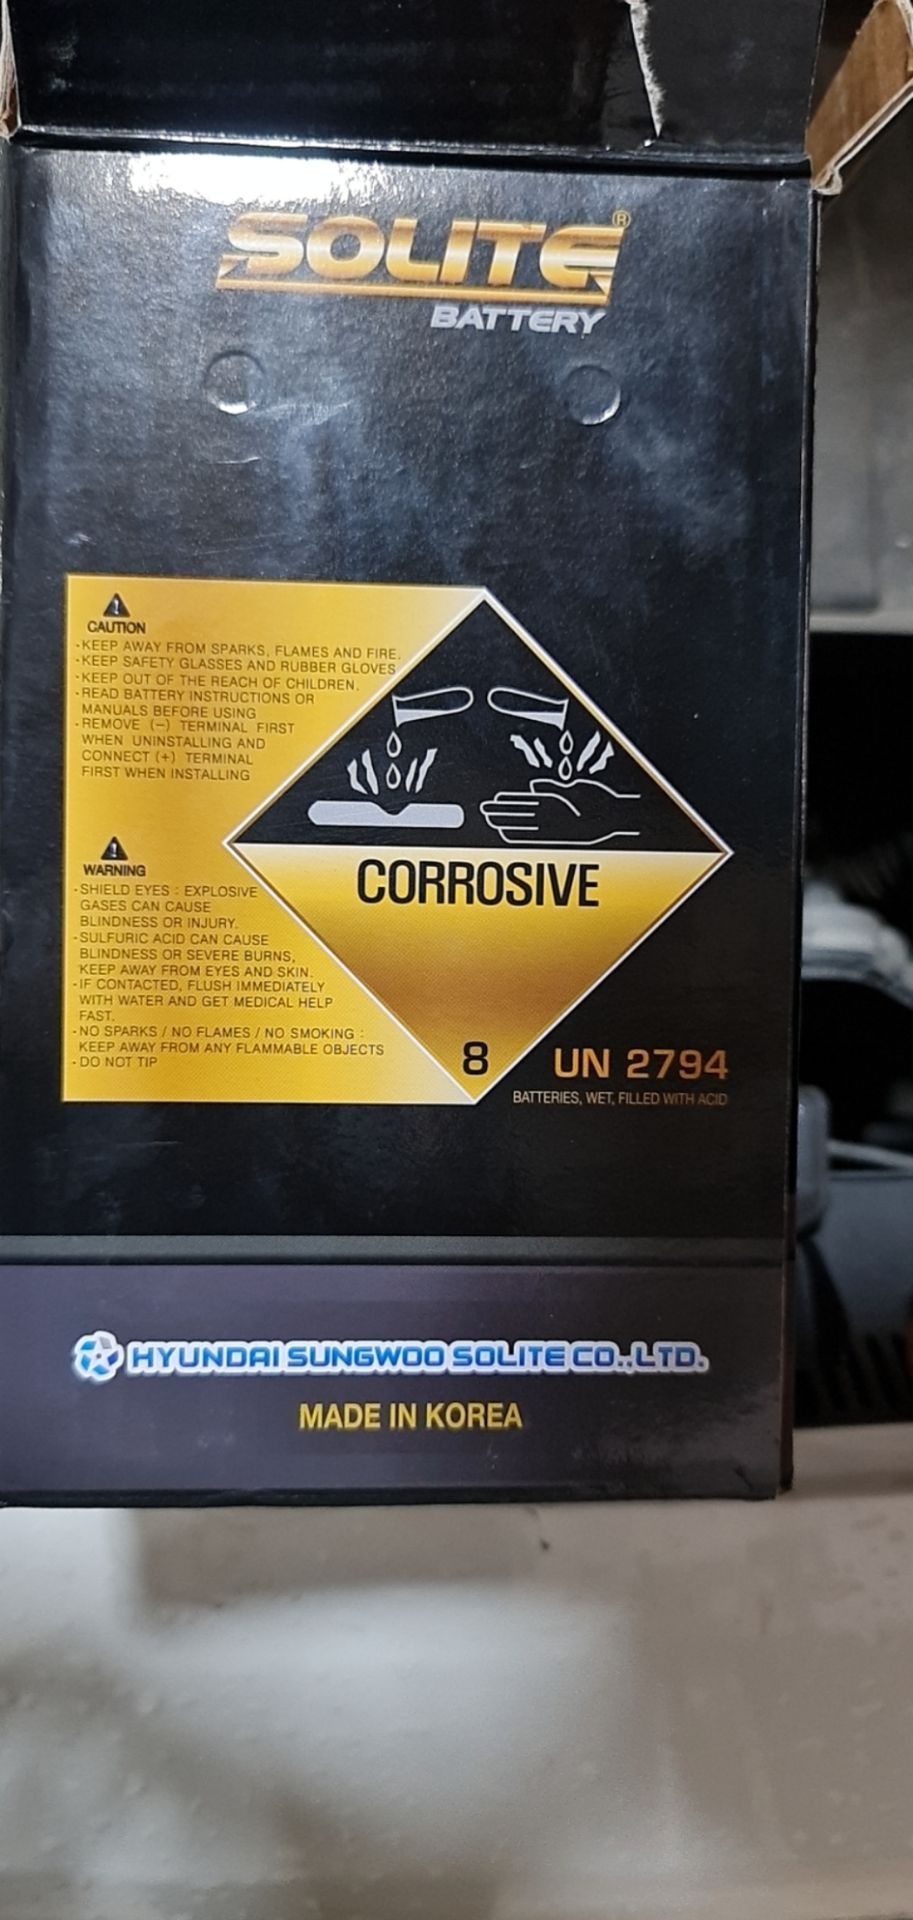 SOLITE®
BATTERY
CAUTION
· KEEP AWAY FROM SPARKS, FLAMES AND FIRE.
· KEEP SAFETY GLASSES AND RUBBER GLOVES
· KEEP OUT OF THE REACH OF CHILDREN.
· READ BATTERY INSTRUCTIONS OR
MANUALS BEFORE USING
· REMOVE (−) TERMINAL FIRST
WHEN UNINSTALLING AND
CONNECT (+) TERMINAL
FIRST WHEN INSTALLING
WARNING
· SHIELD EYES : EXPLOSIVE
GASES CAN CAUSE
BLINDNESS OR INJURY.
· SULFURIC ACID CAN CAUSE
BLINDNESS OR SEVERE BURNS,
KEEP AWAY FROM EYES AND SKIN.
· IF CONTACTED, FLUSH IMMEDIATELY
WITH WATER AND GET MEDICAL HELP
FAST.
· NO SPARKS / NO FLAMES / NO SMOKING :
KEEP AWAY FROM ANY FLAMMABLE OBJECTS
· DO NOT TIP
CORROSIVE
8
UN 2794
BATTERIES, WET, FILLED WITH ACID
HYUNDAI SUNGWOO SOLITE CO.,LTD.
MADE IN KOREA